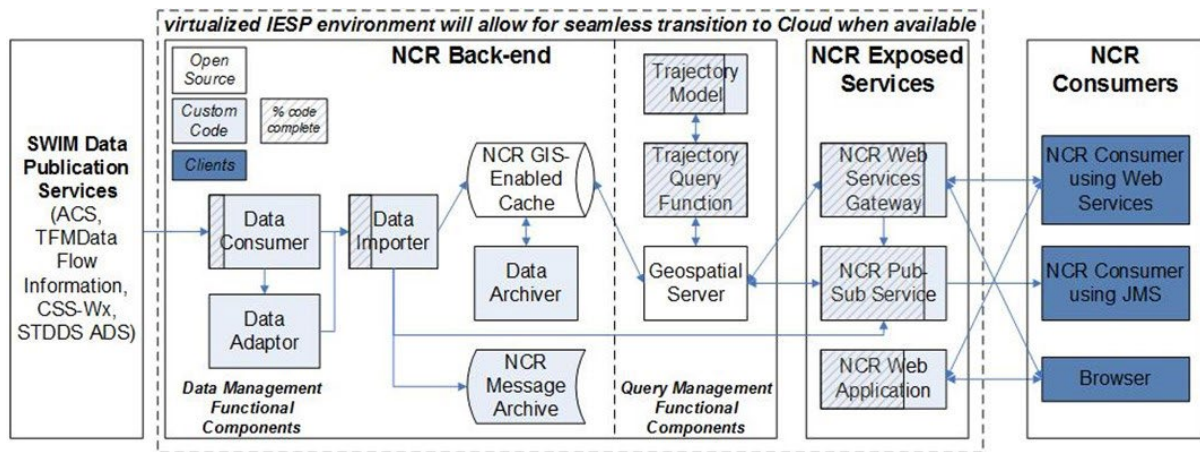 virtualized IESP environment will allow for seamless transition to Cloud when available
SWIM Data
Publication
Services
(ACS,
TFMData
Flow
Information,
CSS-Wx,
STDDS ADS)
NCR Back-end
Open
Source
Custom
Code
% code
complete
Clients
Data
Consumer
Data
Adaptor
Data
Importer
NCR GIS-
Enabled
Cache
Data
Archiver
NCR
Message
Archive
Data Management
Functional
Components
Trajectory
Model
Trajectory
Query
Function
Geospatial
Server
Query Management
Functional
Components
NCR Exposed
Services
NCR Web
Services
Gateway
NCR Pub-
Sub Service
NCR Web
Application
NCR
Consumers
NCR Consumer
using Web
Services
NCR Consumer
using JMS
Browser